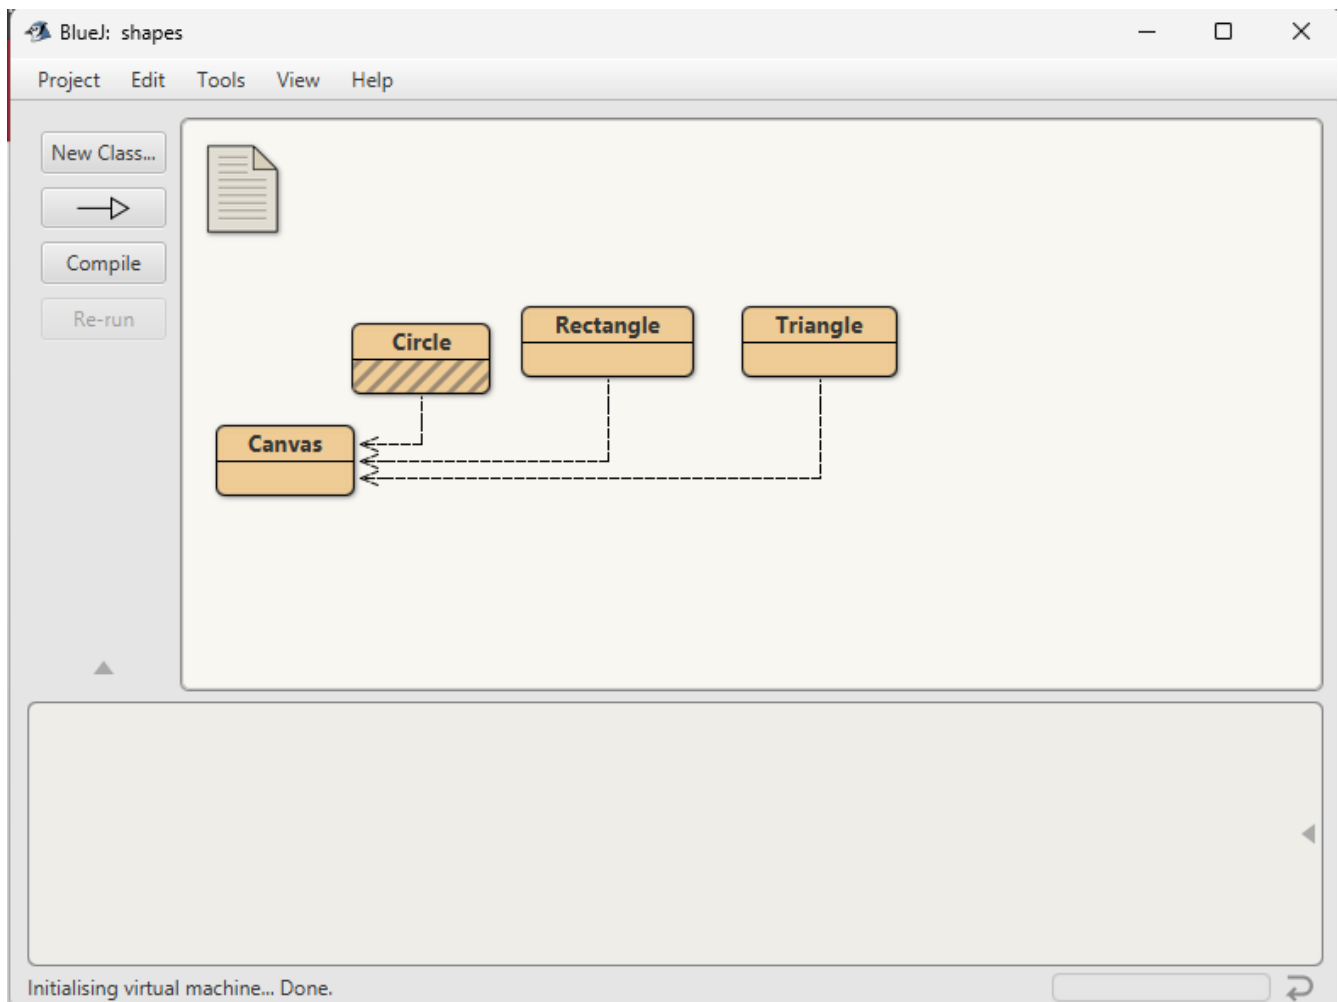 BlueJ: shapes
Project Edit Tools View Help
New Class...
Compile
Re-run
Circle
Rectangle
Triangle
Canvas
Initialising virtual machine... Done.